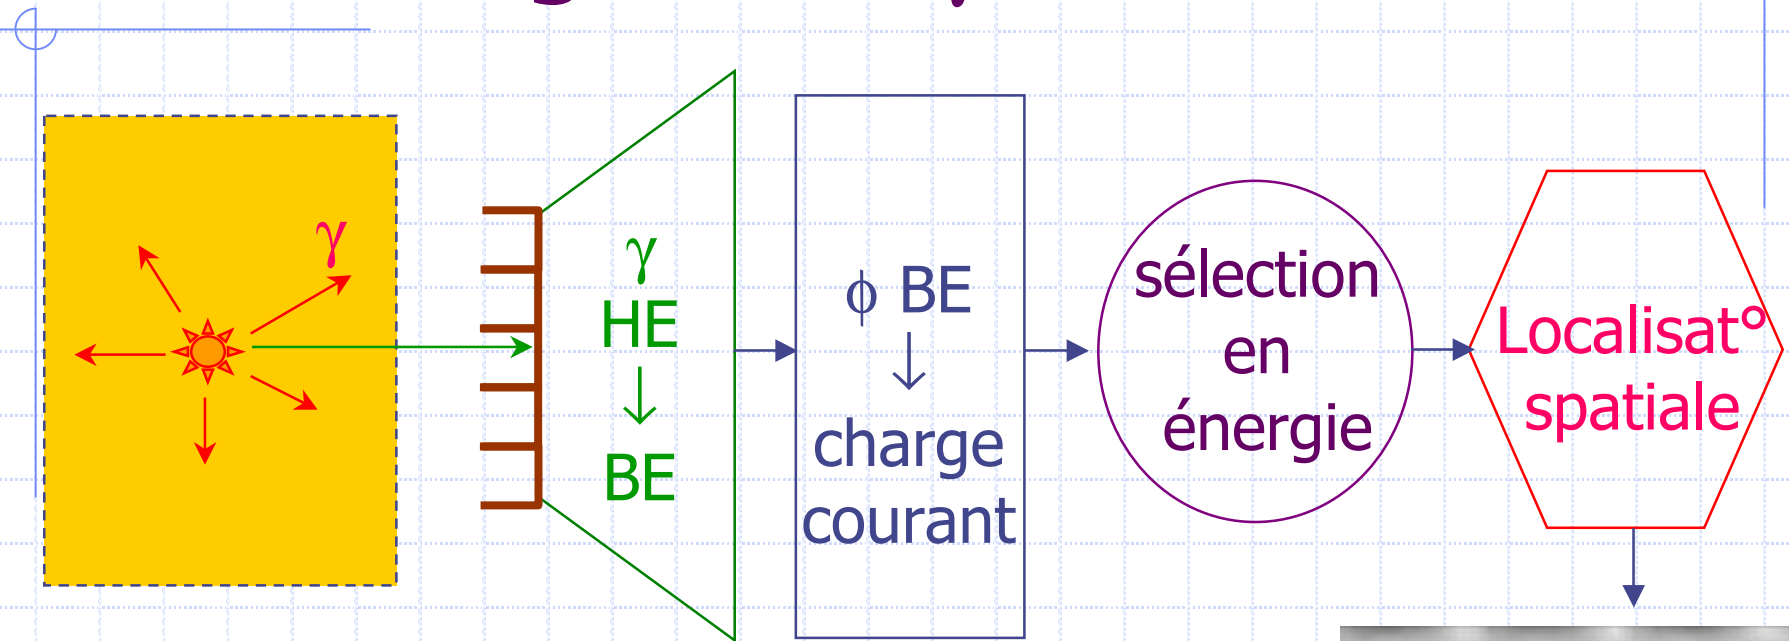 γ
γ
HE
↓
BE
ϕ BE
↓
charge
courant
sélection
en
énergie
Localisat°
spatiale